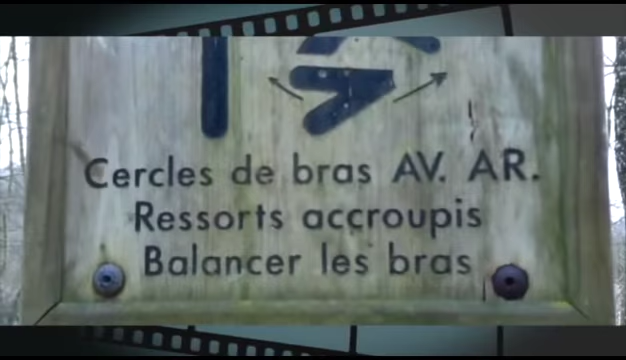 Cercles de bras AV. AR.
Ressorts accroupis
Balancer les bras